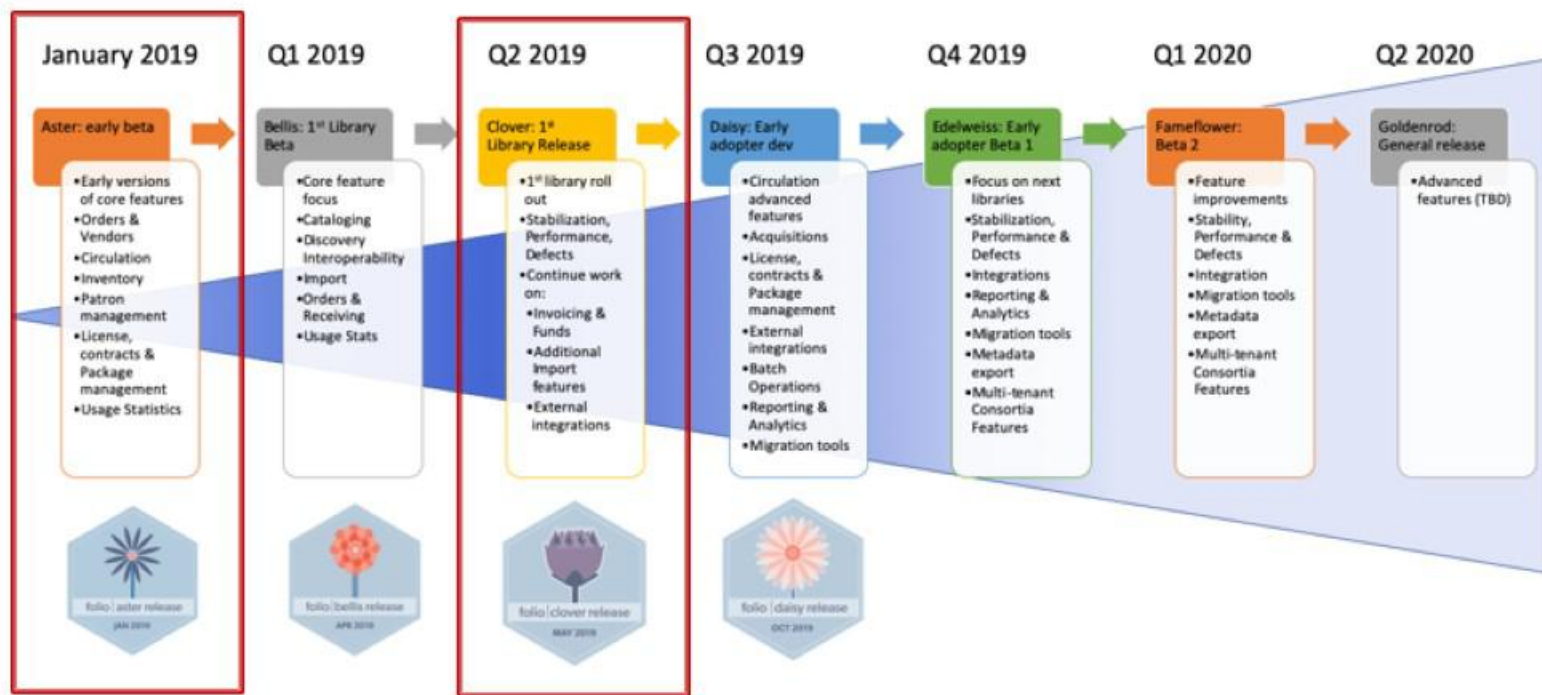 January 2019
Aster: early beta
•Early versions
of core features
•Orders &
Vendors
•Circulation
•Inventory
•Patron
management
•License,
contracts &
Package
management
•Usage Statistics
folio|aster release
JAN 2019
Q1 2019
Bellis: 1st Library
Beta
•Core feature
focus
•Cataloging
•Discovery
Interoperability
•Import
•Orders &
Receiving
•Usage Stats
folio|bellis release
APR 2019
Q2 2019
Clover: 1st
Library Release
•1st library roll
out
•Stabilization,
Performance,
Defects
•Continue work
on:
•Invoicing &
Funds
•Additional
Import
features
•External
integrations
folio|clover release
MAY 2019
Q3 2019
Daisy: Early
adopter dev
•Circulation
advanced
features
•Acquisitions
•License,
contracts &
Package
management
•External
integrations
•Batch
Operations
•Reporting &
Analytics
•Migration tools
folio|daisy release
OCT 2019
Q4 2019
Edelweiss: Early
adopter Beta 1
•Focus on next
libraries
•Stabilization,
Performance &
Defects
•Integrations
•Reporting &
Analytics
•Migration tools
•Metadata
export
•Multi-tenant
Consortia
Features
Q1 2020
Fameflower:
Beta 2
•Feature
improvements
•Stability,
Performance &
Defects
•Integration
•Migration tools
•Metadata
export
•Multi-tenant
Consortia
Features
Q2 2020
Goldenrod:
General release
•Advanced
features (TBD)